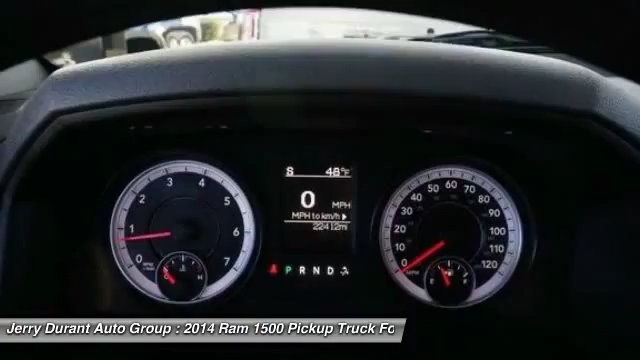 S 48°F
0 MPH
MPH to km/h
22412mi
P R N D
0 1 2 3 4 5 6 7
0 10 20 30 40 50 60 70 80 90 100 110 120
Jerry Durant Auto Group : 2014 Ram 1500 Pickup Truck Fo